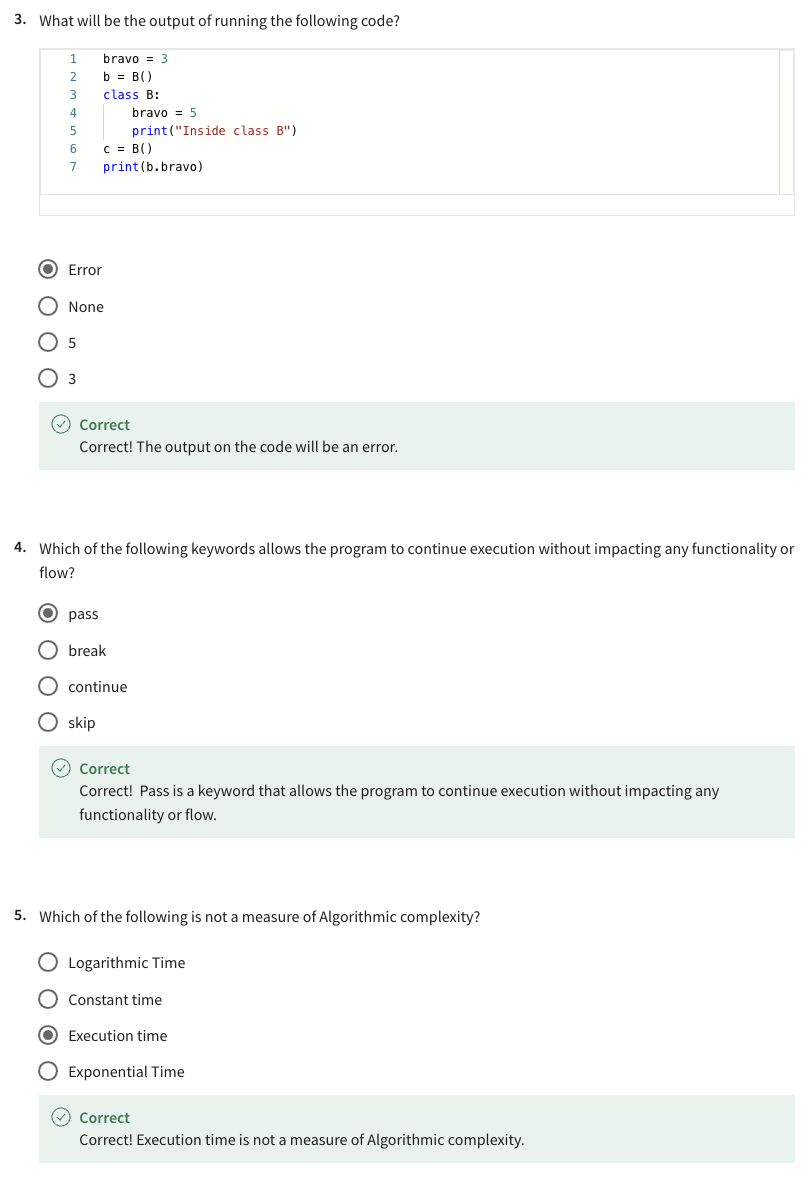 3. What will be the output of running the following code?
1 bravo = 3
2 b = B()
3 class B:
4     bravo = 5
5     print("Inside class B")
6 c = B()
7 print(b.bravo)
Error
None
5
3
Correct
Correct! The output on the code will be an error.
4. Which of the following keywords allows the program to continue execution without impacting any functionality or
flow?
pass
break
continue
skip
Correct
Correct!  Pass is a keyword that allows the program to continue execution without impacting any
functionality or flow.
5. Which of the following is not a measure of Algorithmic complexity?
Logarithmic Time
Constant time
Execution time
Exponential Time
Correct
Correct! Execution time is not a measure of Algorithmic complexity.